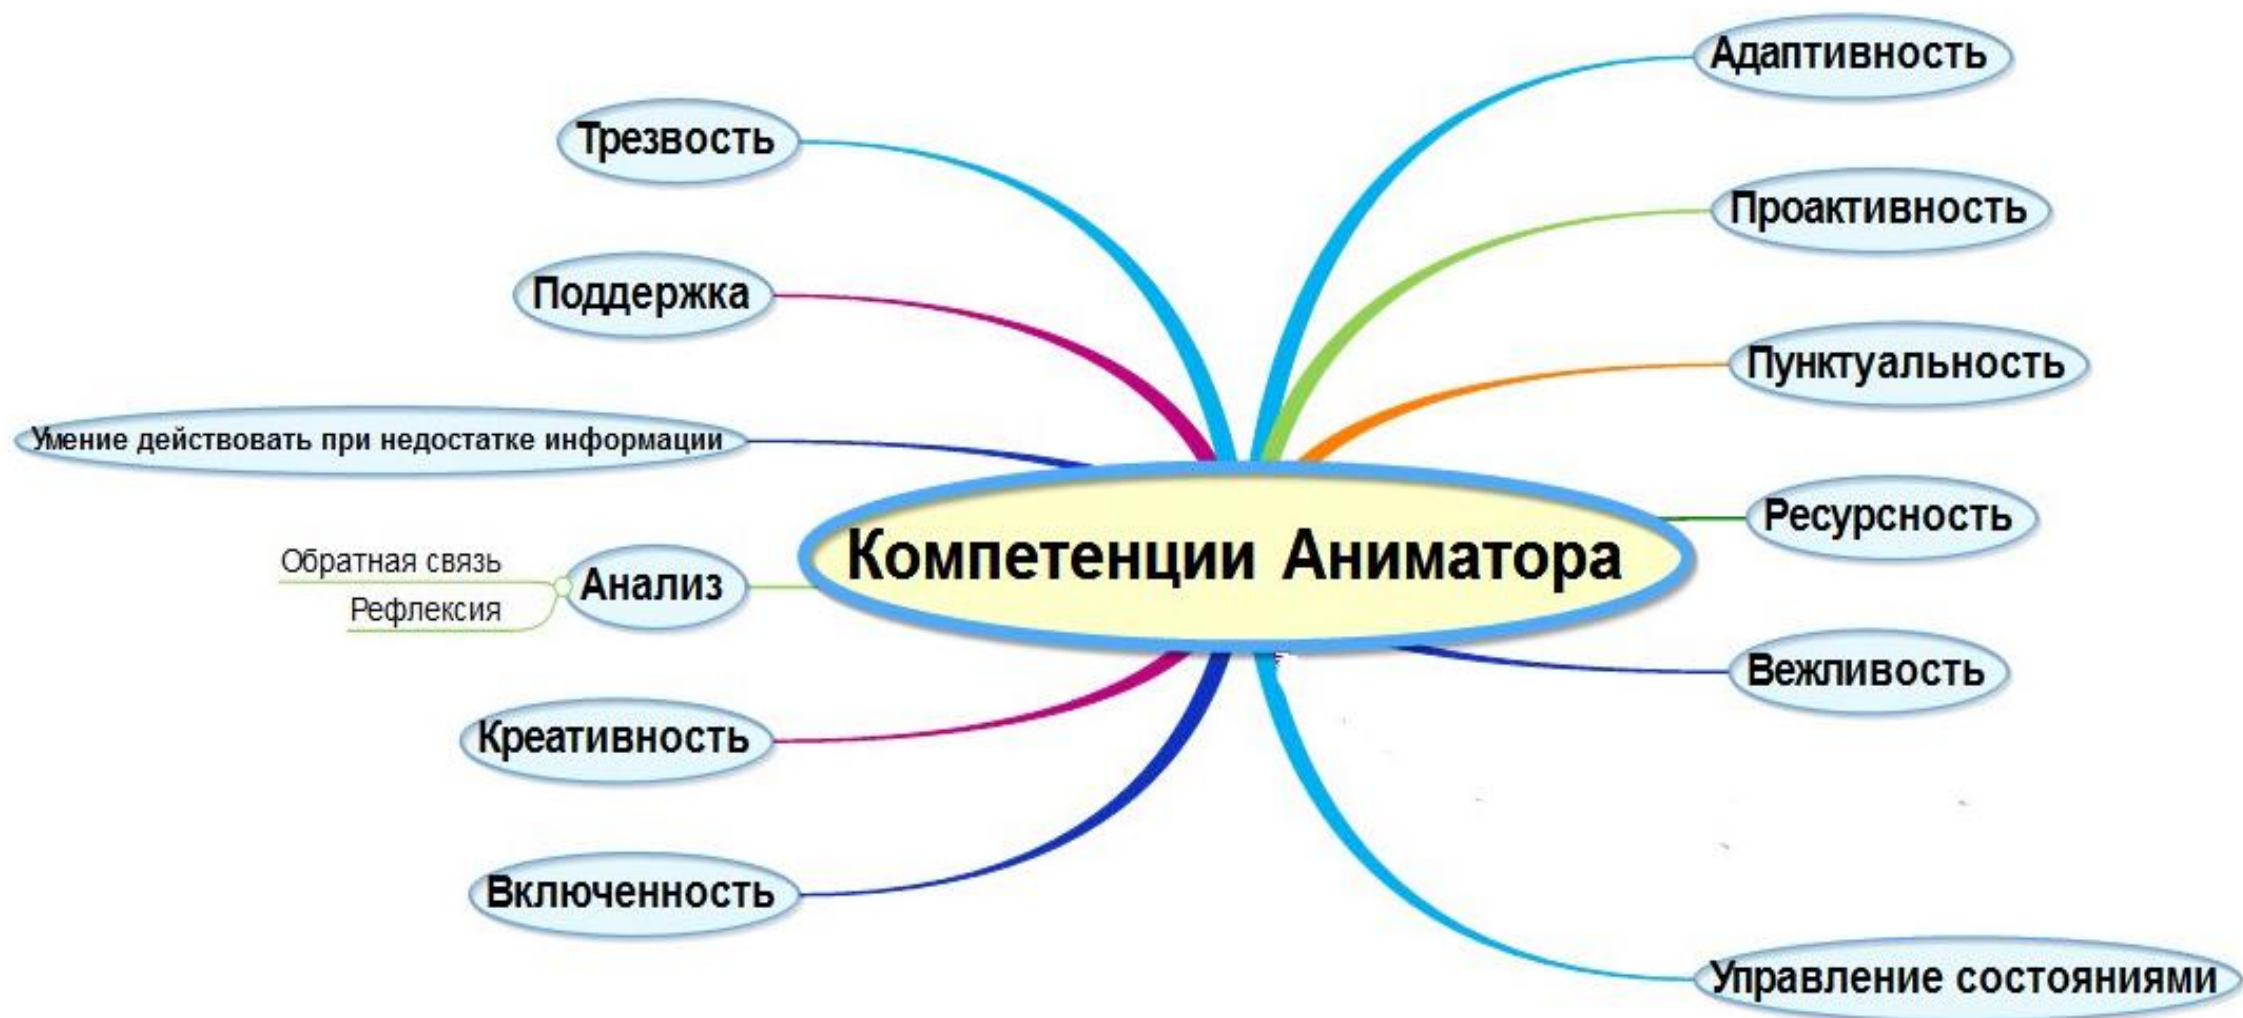 Компетенции Аниматора
Трезвость
Поддержка
Умение действовать при недостатке информации
Анализ
Обратная связь
Рефлексия
Креативность
Включенность
Адаптивность
Проактивность
Пунктуальность
Ресурсность
Вежливость
Управление состояниями